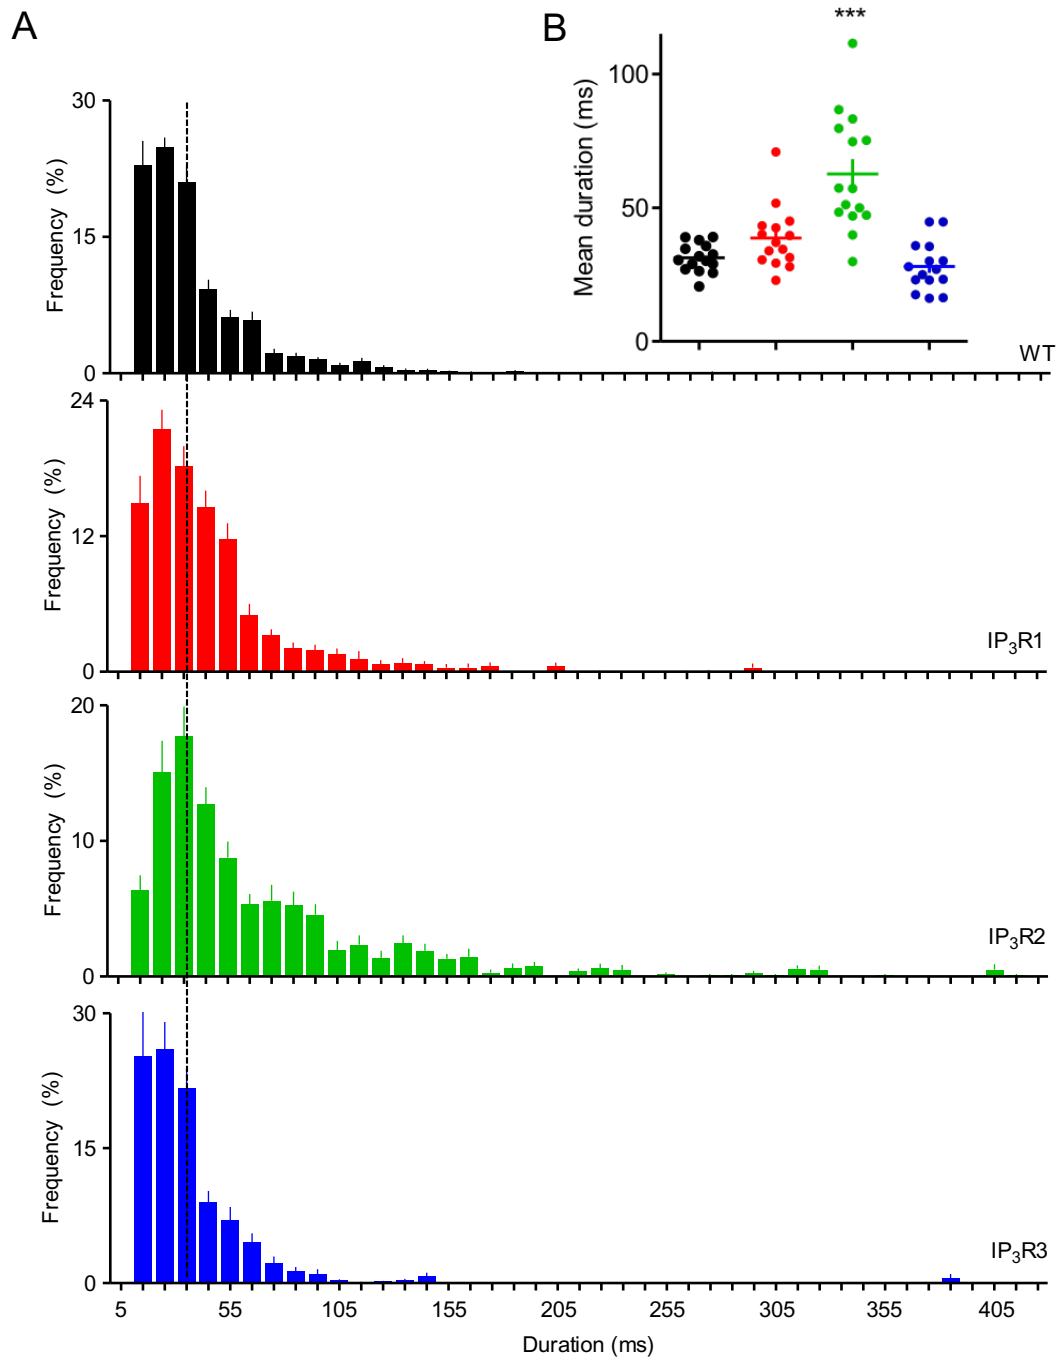 A
B
***
Frequency (%)
30
15
0
Mean duration (ms)
100
50
0
WT
Frequency (%)
24
12
0
IP₃R1
Frequency (%)
20
10
0
IP₃R2
Frequency (%)
30
15
0
IP₃R3
5 55 105 155 205 255 305 355 405
Duration (ms)